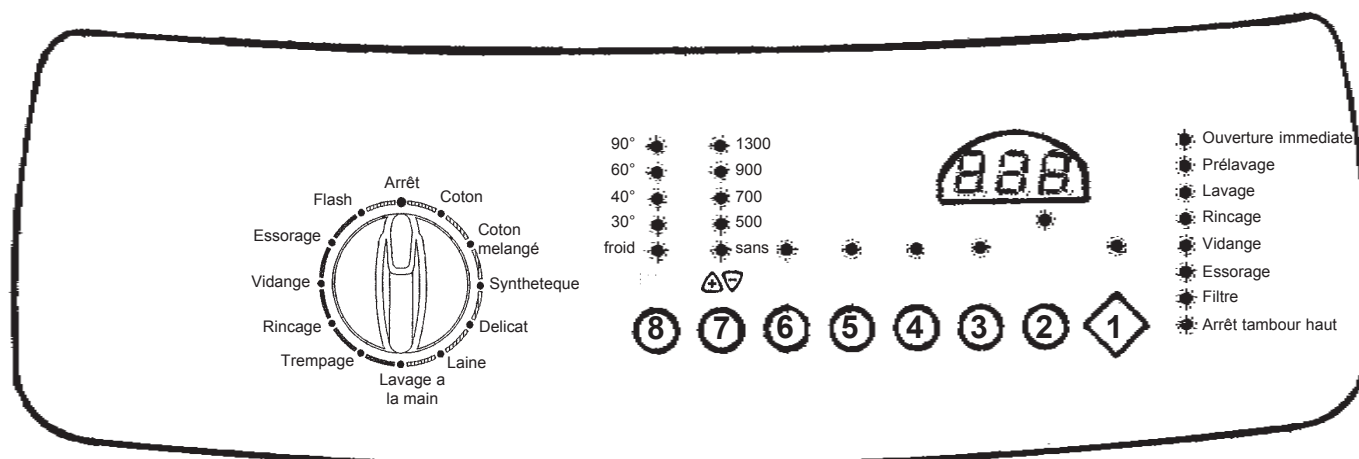 Arrêt
Coton
Coton
melangé
Syntheteque
Delicat
Laine
Lavage a
la main
Trempage
Rincage
Vidange
Essorage
Flash
90°
60°
40°
30°
froid
1300
900
700
500
sans
+ −
8 7 6 5 4 3 2 1
Ouverture immediate
Prélavage
Lavage
Rincage
Vidange
Essorage
Filtre
Arrêt tambour haut